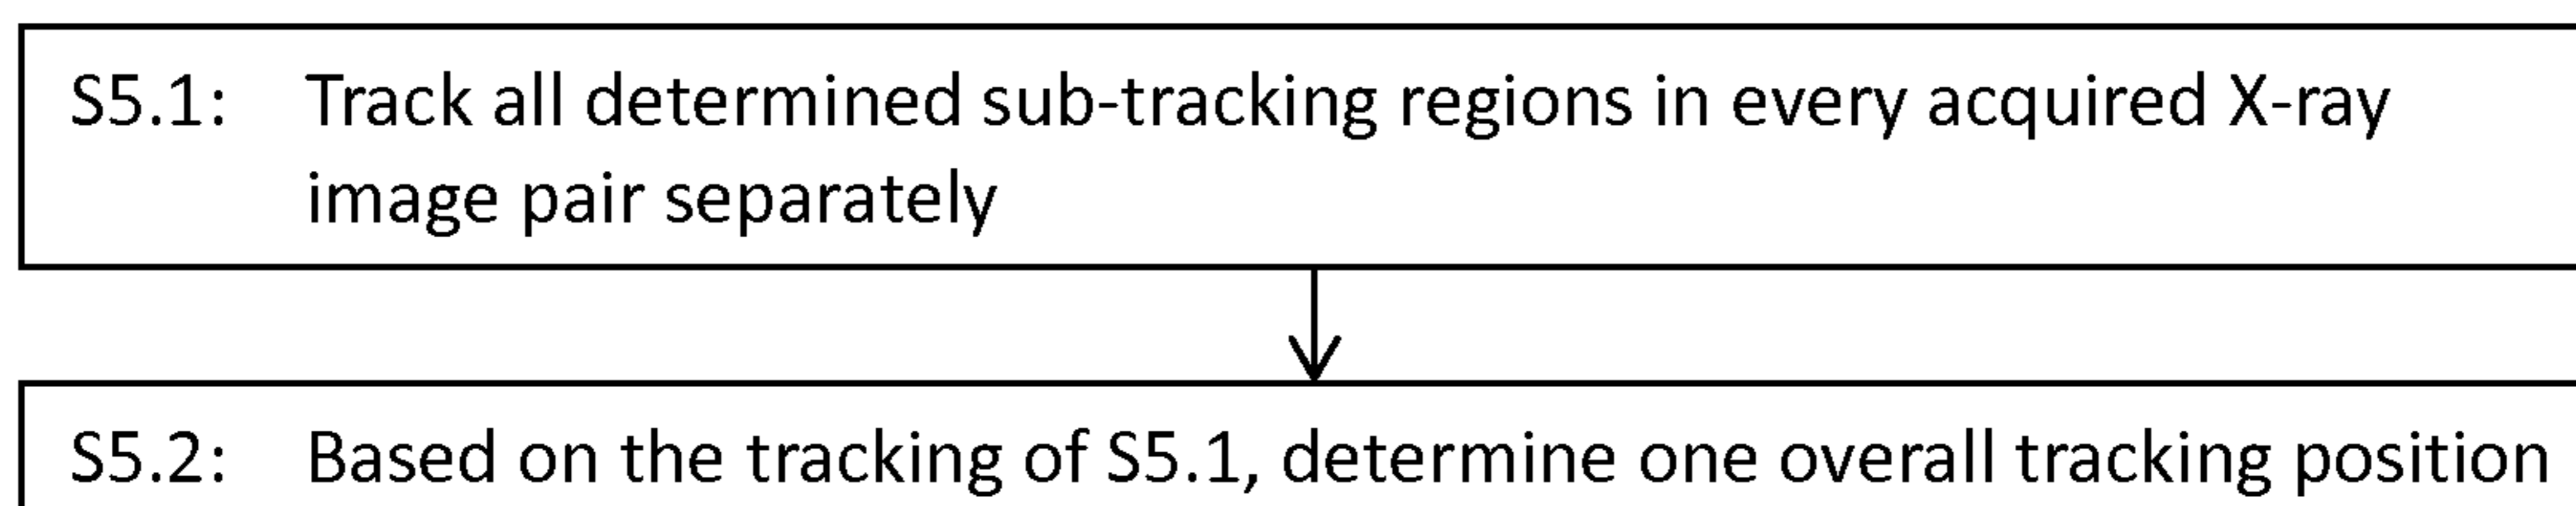 S5.1: Track all determined sub-tracking regions in every acquired X-ray
image pair separately
S5.2: Based on the tracking of S5.1, determine one overall tracking position